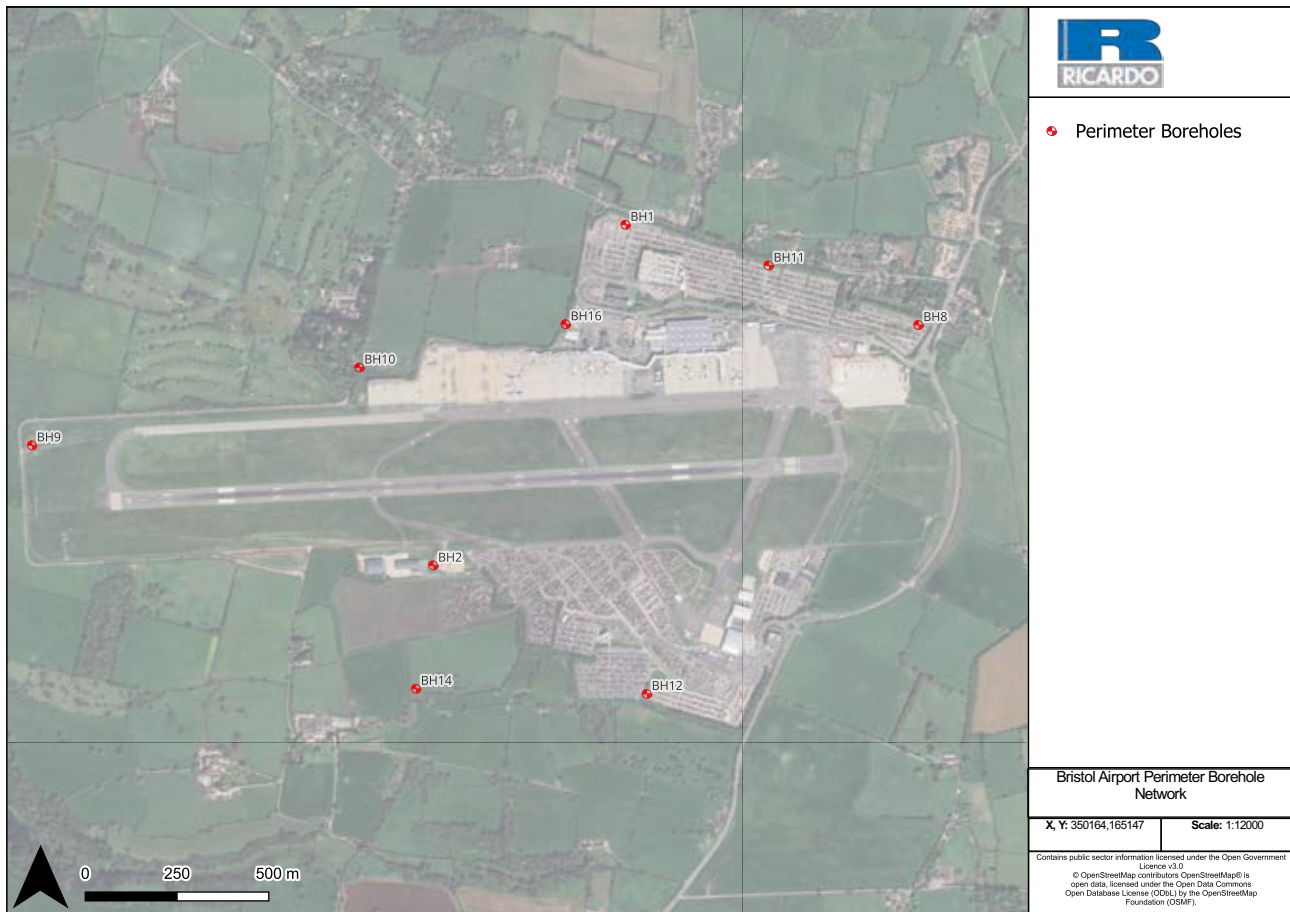 RICARDO
Perimeter Boreholes
BH1
BH11
BH16
BH8
BH10
BH9
BH2
BH14
BH12
0 250 500 m
Bristol Airport Perimeter Borehole
Network
X, Y: 350164,165147
Scale: 1:12000
Contains public sector information licensed under the Open Government
Licence v3.0
© OpenStreetMap contributors OpenStreetMap® is
open data, licensed under the Open Data Commons
Open Database License (ODbL) by the OpenStreetMap
Foundation (OSMF).